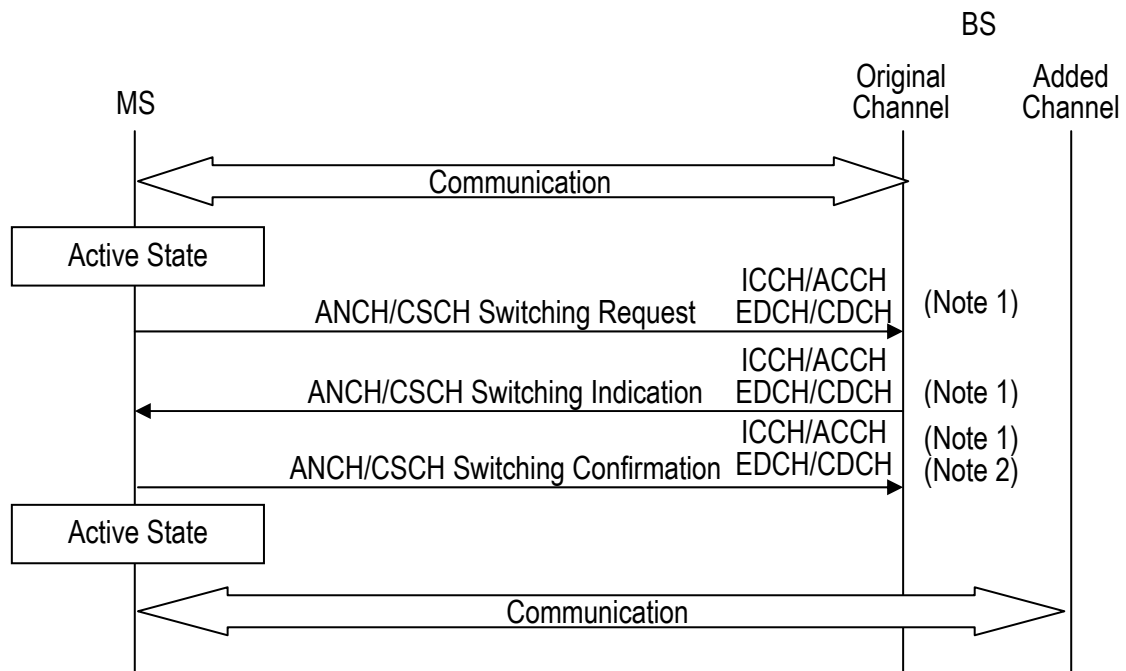 BS
Original
Channel
Added
Channel
MS
Communication
Active State
ICCH/ACCH
ANCH/CSCH Switching Request EDCH/CDCH (Note 1)
ICCH/ACCH
ANCH/CSCH Switching Indication EDCH/CDCH (Note 1)
ICCH/ACCH (Note 1)
ANCH/CSCH Switching Confirmation EDCH/CDCH (Note 2)
Active State
Communication